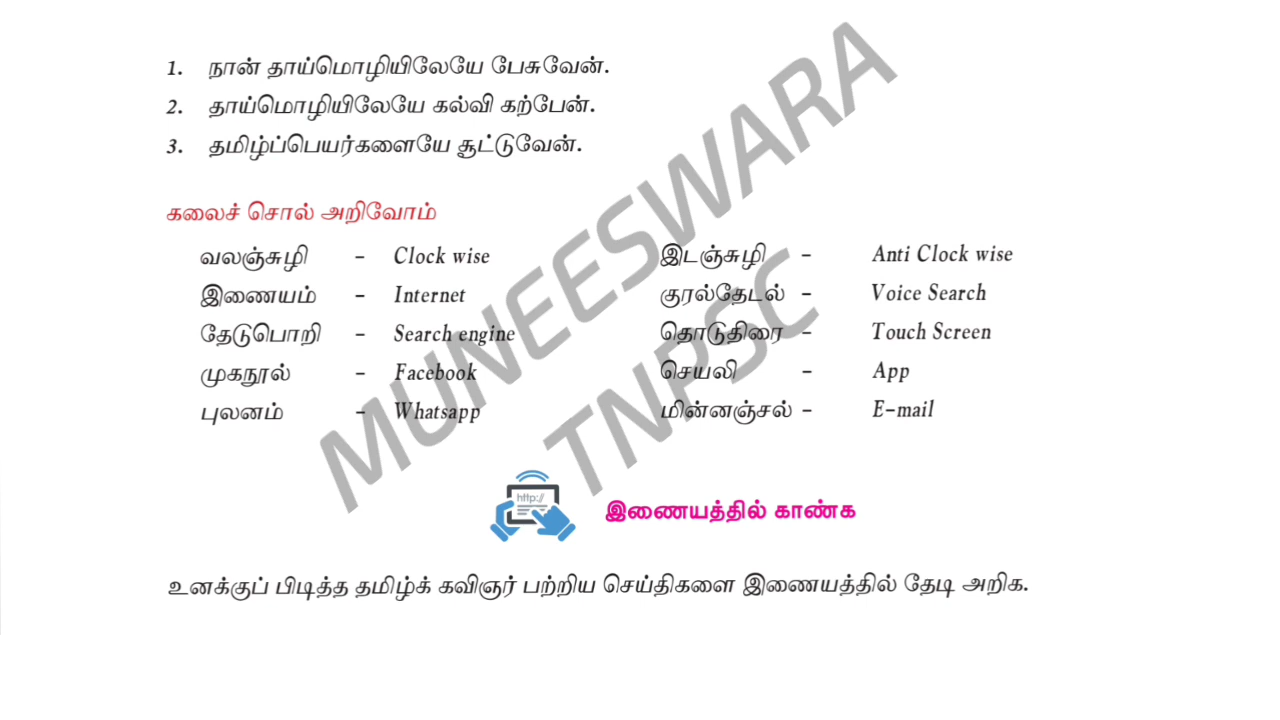 1. நான் தாய்மொழியிலேயே பேசுவேன்.
2. தாய்மொழியிலேயே கல்வி கற்பேன்.
3. தமிழ்ப்பெயர்களையே சூட்டுவேன்.
கலைச் சொல் அறிவோம்
வலஞ்சுழி - Clock wise இடஞ்சுழி - Anti Clock wise
இணையம் - Internet குரல்தேடல் - Voice Search
தேடுபொறி - Search engine தொடுதிரை - Touch Screen
முகநூல் - Facebook செயலி - App
புலனம் - Whatsapp மின்னஞ்சல் - E-mail
MUNEESWARA
TNPSC
http://
இணையத்தில் காண்க
உனக்குப் பிடித்த தமிழ்க் கவிஞர் பற்றிய செய்திகளை இணையத்தில் தேடி அறிக.